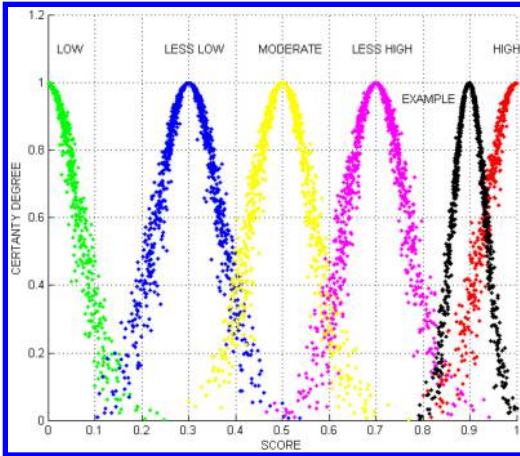 1.2
LOW LESS LOW MODERATE LESS HIGH HIGH
1
EXAMPLE
0.8
0.6
0.4
0.2
0
CERTANTY DEGREE
0 0.1 0.2 0.3 0.4 0.5 0.6 0.7 0.8 0.9 1
SCORE